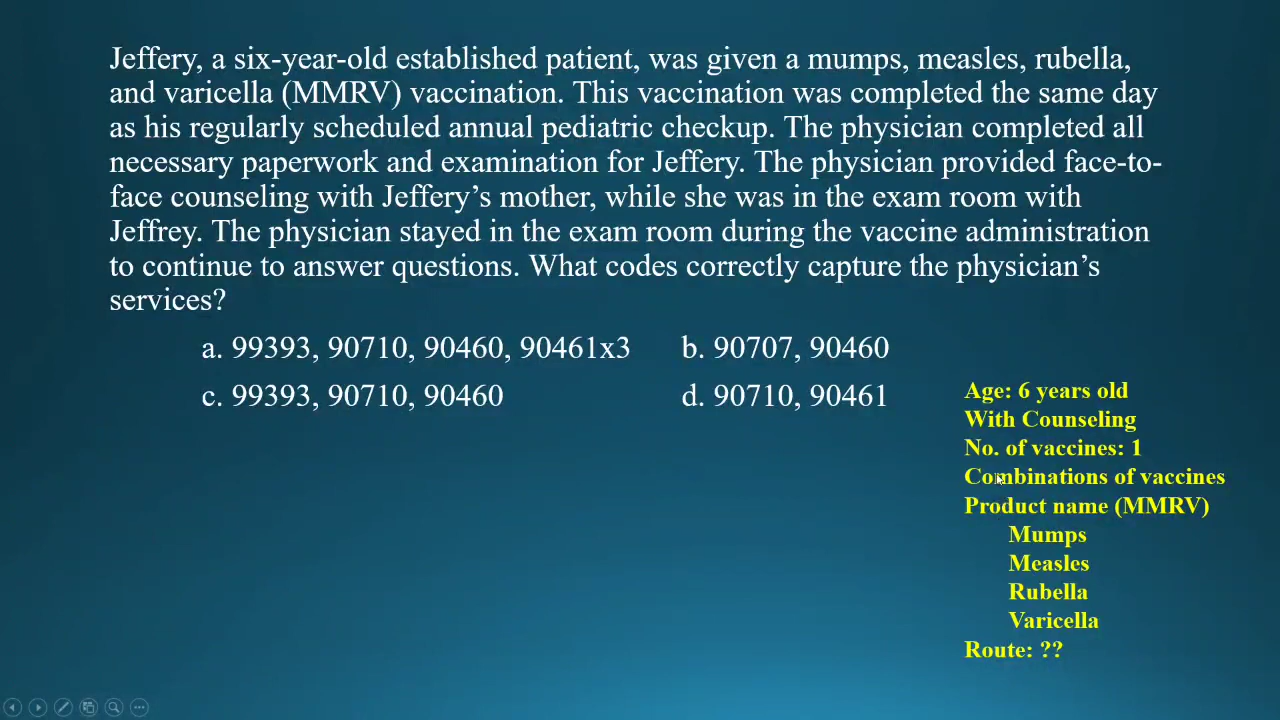 Jeffery, a six-year-old established patient, was given a mumps, measles, rubella,
and varicella (MMRV) vaccination. This vaccination was completed the same day
as his regularly scheduled annual pediatric checkup. The physician completed all
necessary paperwork and examination for Jeffery. The physician provided face-to-
face counseling with Jeffery’s mother, while she was in the exam room with
Jeffrey. The physician stayed in the exam room during the vaccine administration
to continue to answer questions. What codes correctly capture the physician’s
services?
a. 99393, 90710, 90460, 90461x3 b. 90707, 90460
c. 99393, 90710, 90460 d. 90710, 90461
Age: 6 years old
With Counseling
No. of vaccines: 1
Combinations of vaccines
Product name (MMRV)
Mumps
Measles
Rubella
Varicella
Route: ??